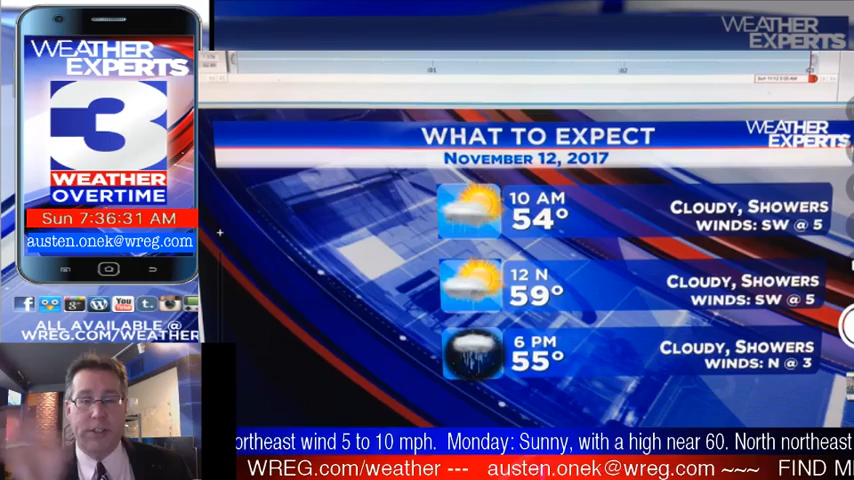 WEATHER
EXPERTS
3
WEATHER
OVERTIME
Sun 7:36:31 AM
austen.onek@wreg.com
ALL AVAILABLE @
WREG.COM/WEATHER
WEATHER
EXPERTS
01
02
WHAT TO EXPECT
NOVEMBER 12, 2017
WEATHER
EXPERTS
10 AM
54°
CLOUDY, SHOWERS
WINDS: SW @ 5
12 N
59°
CLOUDY, SHOWERS
WINDS: SW @ 5
6 PM
55°
CLOUDY, SHOWERS
WINDS: N @ 3
ortheast wind 5 to 10 mph. Monday: Sunny, with a high near 60. North northeast
WREG.com/weather --- austen.onek@wreg.com ~~~ FIND M